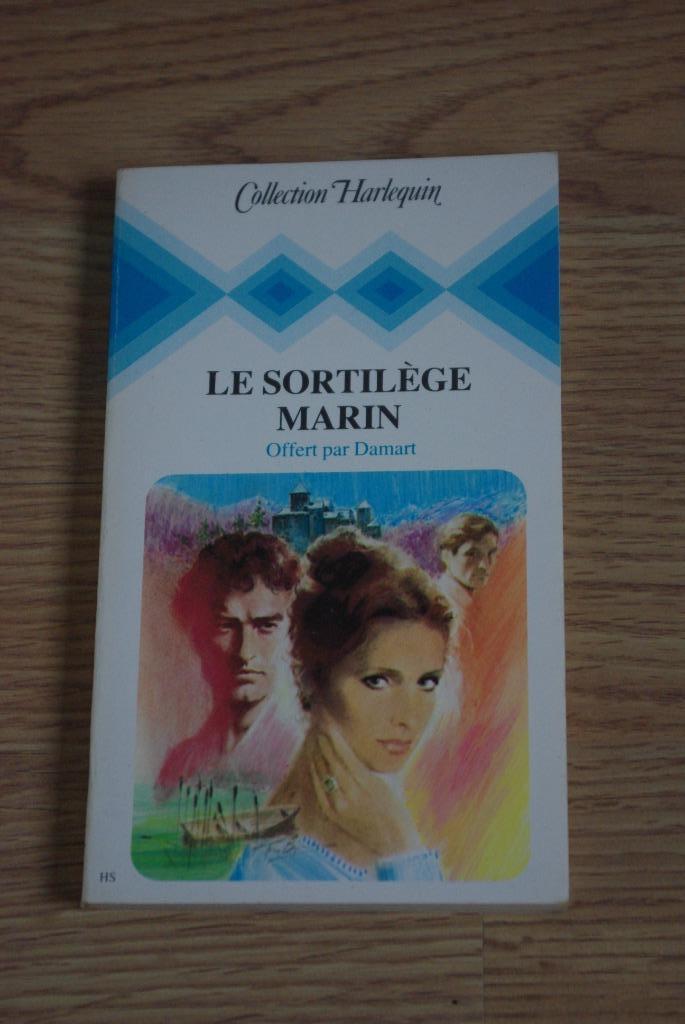 Collection Harlequin
LE SORTILÈGE
MARIN
Offert par Damart
HS